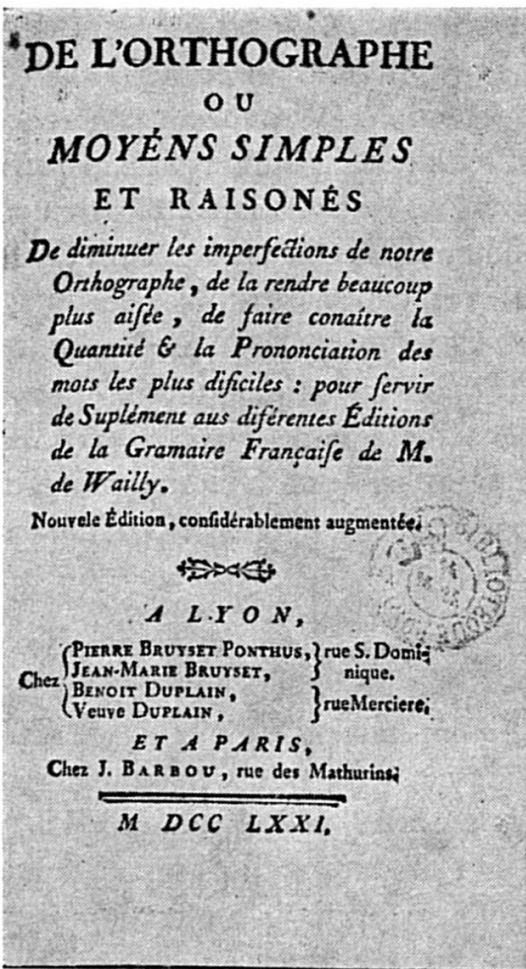 DE L'ORTHOGRAPHE
OU
MOYÉNS SIMPLES
ET RAISONÉS
De diminuer les imperfections de notre
Orthographe, de la rendre beaucoup
plus aiſée, de faire conaître la
Quantité & la Prononciation des
mots les plus dificiles : pour ſervir
de Suplément aus diférentes Éditions
de la Gramaire Françaiſe de M.
de Wailly.
Nouvele Édition, conſidérablement augmentée.
A LYON,
Chez
PIERRE BRUYSET PONTHUS, rue S. Domi-
JEAN-MARIE BRUYSET, nique.
BENOIT DUPLAIN,
Veuve DUPLAIN, rue Merciere;
ET A PARIS,
Chez J. BARBOU, rue des Mathurins;
M DCC LXXI.